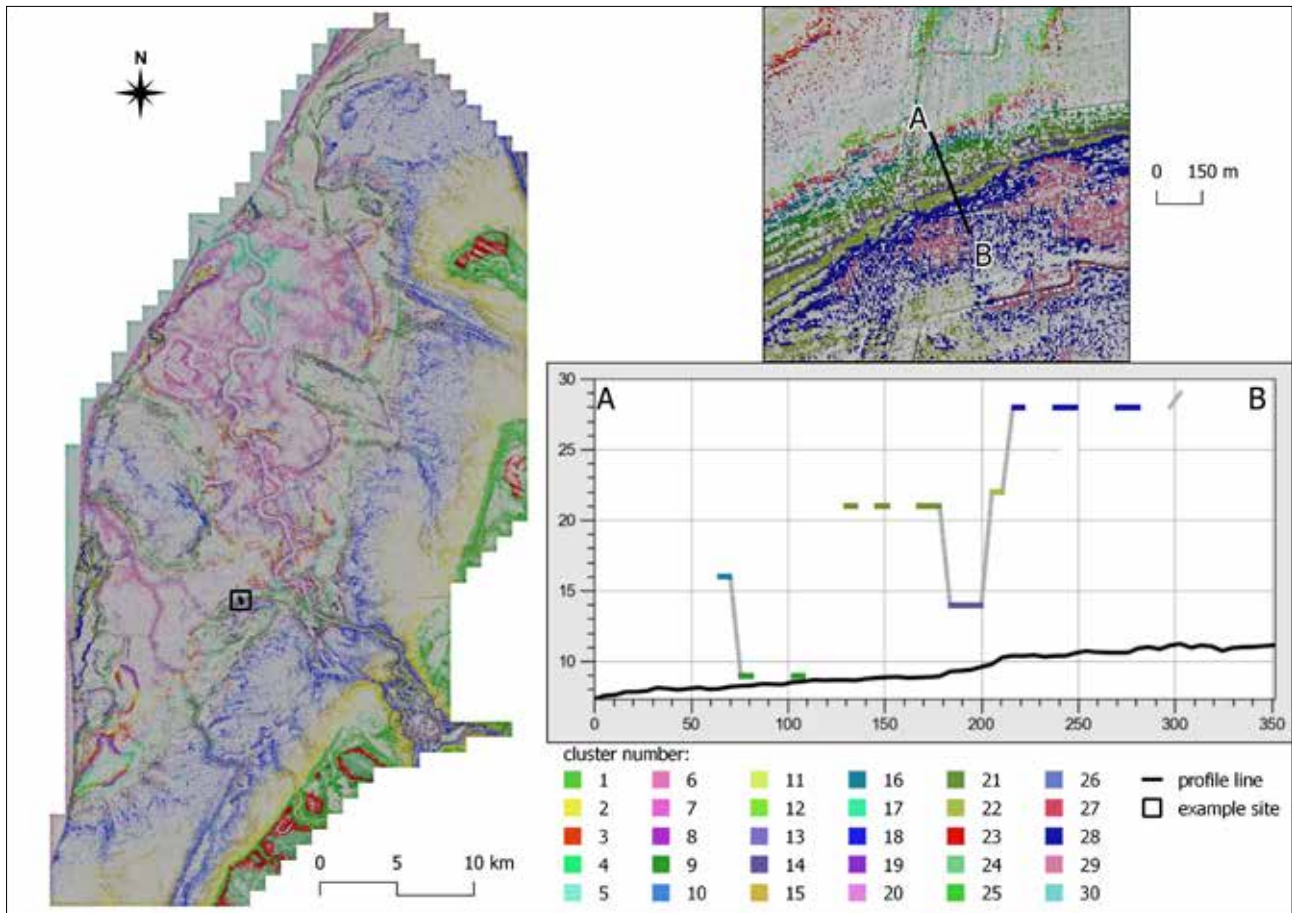 N
A
B
0 150 m
A B
30
25
20
15
10
0 50 100 150 200 250 300 350
0 5 10 km
cluster number:
1 6 11 16 21 26 profile line
2 7 12 17 22 27 example site
3 8 13 18 23 28
4 9 14 19 24 29
5 10 15 20 25 30